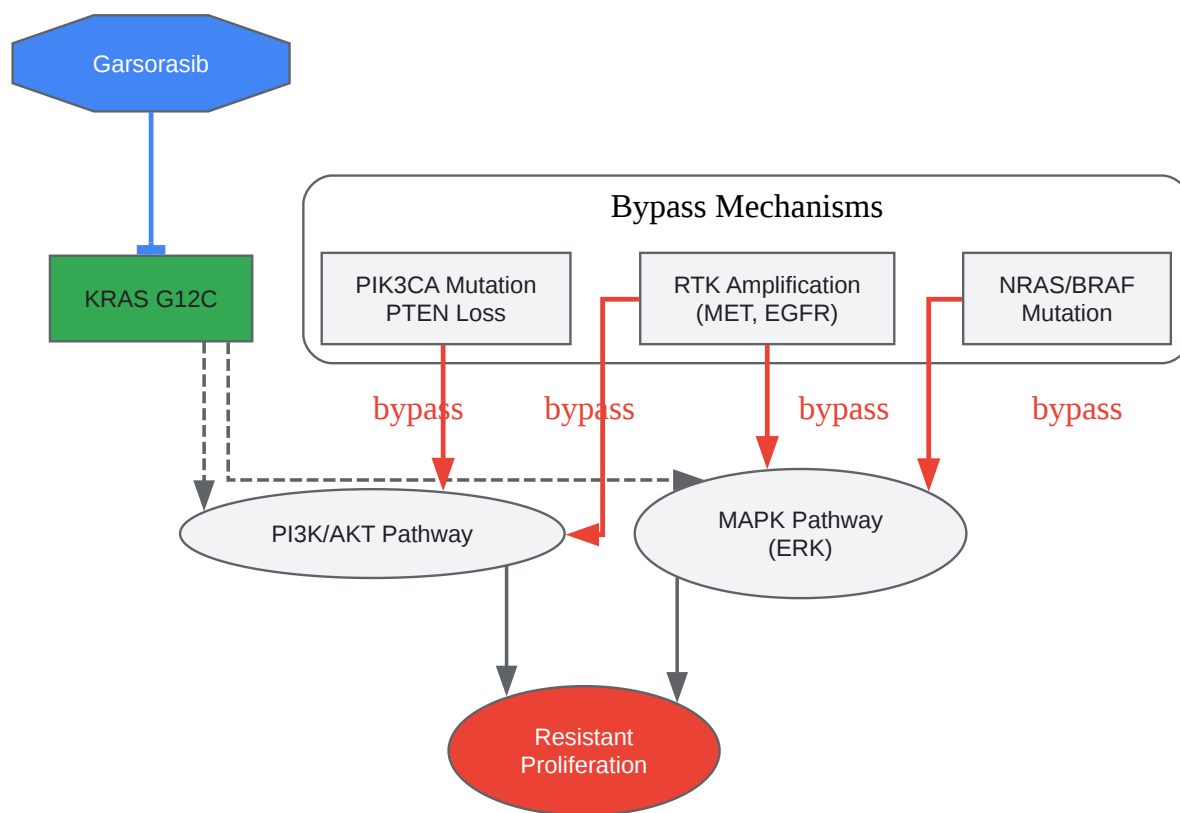 Garsorasib
Bypass Mechanisms
KRAS G12C
PIK3CA Mutation
PTEN Loss
RTK Amplification
(MET, EGFR)
NRAS/BRAF
Mutation
bypass
bypass
bypass
bypass
PI3K/AKT Pathway
MAPK Pathway
(ERK)
Resistant
Proliferation